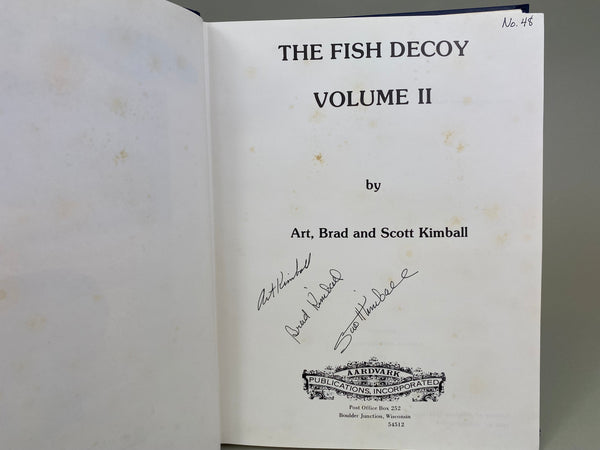 No. 48
THE FISH DECOY
VOLUME II
by
Art, Brad and Scott Kimball
Art Kimball
Brad Kimball
Scott Kimball
AARDVARK
PUBLICATIONS, INCORPORATED
Post Office Box 252
Boulder Junction, Wisconsin
54512